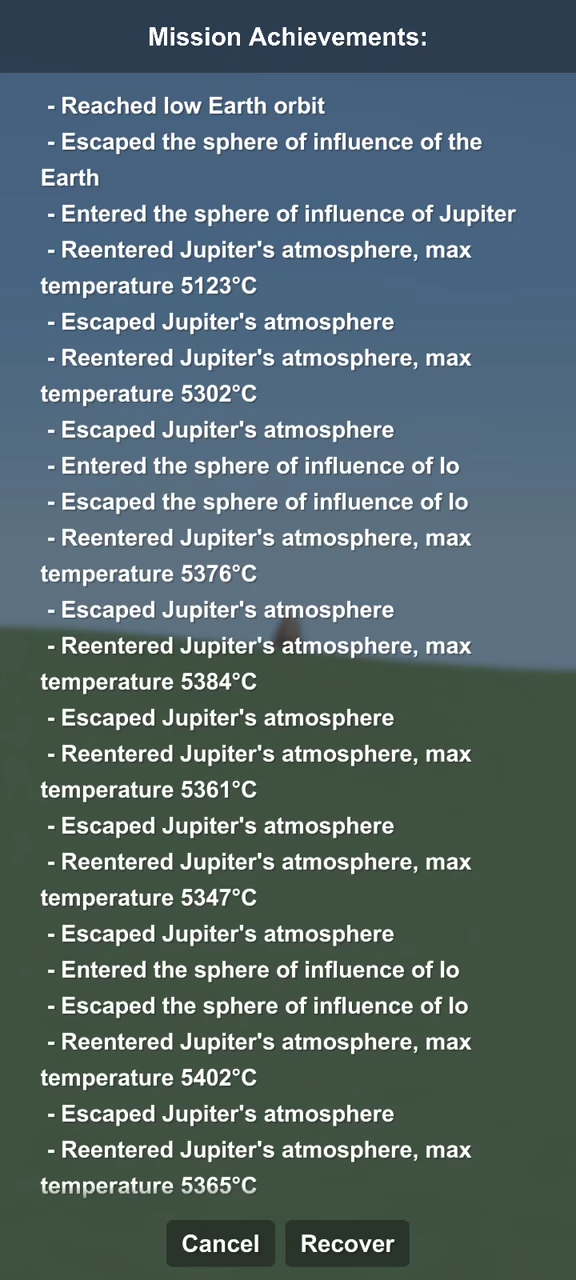 Mission Achievements:
- Reached low Earth orbit
- Escaped the sphere of influence of the
Earth
- Entered the sphere of influence of Jupiter
- Reentered Jupiter's atmosphere, max
temperature 5123°C
- Escaped Jupiter's atmosphere
- Reentered Jupiter's atmosphere, max
temperature 5302°C
- Escaped Jupiter's atmosphere
- Entered the sphere of influence of Io
- Escaped the sphere of influence of Io
- Reentered Jupiter's atmosphere, max
temperature 5376°C
- Escaped Jupiter's atmosphere
- Reentered Jupiter's atmosphere, max
temperature 5384°C
- Escaped Jupiter's atmosphere
- Reentered Jupiter's atmosphere, max
temperature 5361°C
- Escaped Jupiter's atmosphere
- Reentered Jupiter's atmosphere, max
temperature 5347°C
- Escaped Jupiter's atmosphere
- Entered the sphere of influence of Io
- Escaped the sphere of influence of Io
- Reentered Jupiter's atmosphere, max
temperature 5402°C
- Escaped Jupiter's atmosphere
- Reentered Jupiter's atmosphere, max
temperature 5365°C
Cancel
Recover